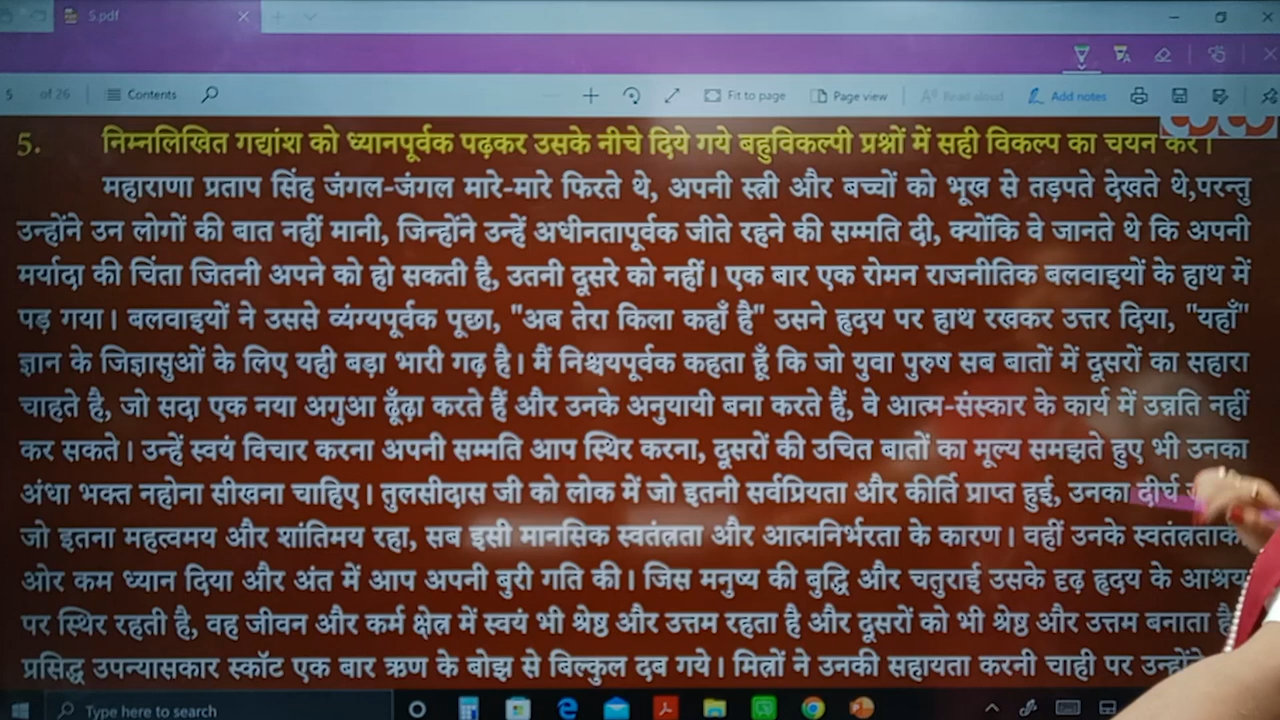 5.pdf
5 of 26 Contents Fit to page Page view Read aloud Add notes
5. निम्नलिखित गद्यांश को ध्यानपूर्वक पढ़कर उसके नीचे दिये गये बहुविकल्पी प्रश्नों में सही विकल्प का चयन करें।
महाराणा प्रताप सिंह जंगल-जंगल मारे-मारे फिरते थे, अपनी स्त्री और बच्चों को भूख से तड़पते देखते थे,परन्तु
उन्होंने उन लोगों की बात नहीं मानी, जिन्होंने उन्हें अधीनतापूर्वक जीते रहने की सम्मति दी, क्योंकि वे जानते थे कि अपनी
मर्यादा की चिंता जितनी अपने को हो सकती है, उतनी दूसरे को नहीं। एक बार एक रोमन राजनीतिक बलवाइयों के हाथ में
पड़ गया। बलवाइयों ने उससे व्यंग्यपूर्वक पूछा, "अब तेरा किला कहाँ है" उसने हृदय पर हाथ रखकर उत्तर दिया, "यहाँ"
ज्ञान के जिज्ञासुओं के लिए यही बड़ा भारी गढ़ है। मैं निश्चयपूर्वक कहता हूँ कि जो युवा पुरुष सब बातों में दूसरों का सहारा
चाहते है, जो सदा एक नया अगुआ ढूँढ़ा करते हैं और उनके अनुयायी बना करते हैं, वे आत्म-संस्कार के कार्य में उन्नति नहीं
कर सकते। उन्हें स्वयं विचार करना अपनी सम्मति आप स्थिर करना, दूसरों की उचित बातों का मूल्य समझते हुए भी उनका
अंधा भक्त नहोना सीखना चाहिए। तुलसीदास जी को लोक में जो इतनी सर्वप्रियता और कीर्ति प्राप्त हुई, उनका दीर्घ
जो इतना महत्वमय और शांतिमय रहा, सब इसी मानसिक स्वतंत्रता और आत्मनिर्भरता के कारण। वहीं उनके
ओर कम ध्यान दिया और अंत में आप अपनी बुरी गति की। जिस मनुष्य की बुद्धि और चतुराई उसके दृढ़ हृदय के आश्रय
पर स्थिर रहती है, वह जीवन और कर्म क्षेत्र में स्वयं भी श्रेष्ठ और उत्तम रहता है और दूसरों को भी श्रेष्ठ और उत्तम बनाता है
प्रसिद्ध उपन्यासकार स्कॉट एक बार ऋण के बोझ से बिल्कुल दब गये। मित्रों ने उनकी सहायता करनी चाही पर
Type here to search